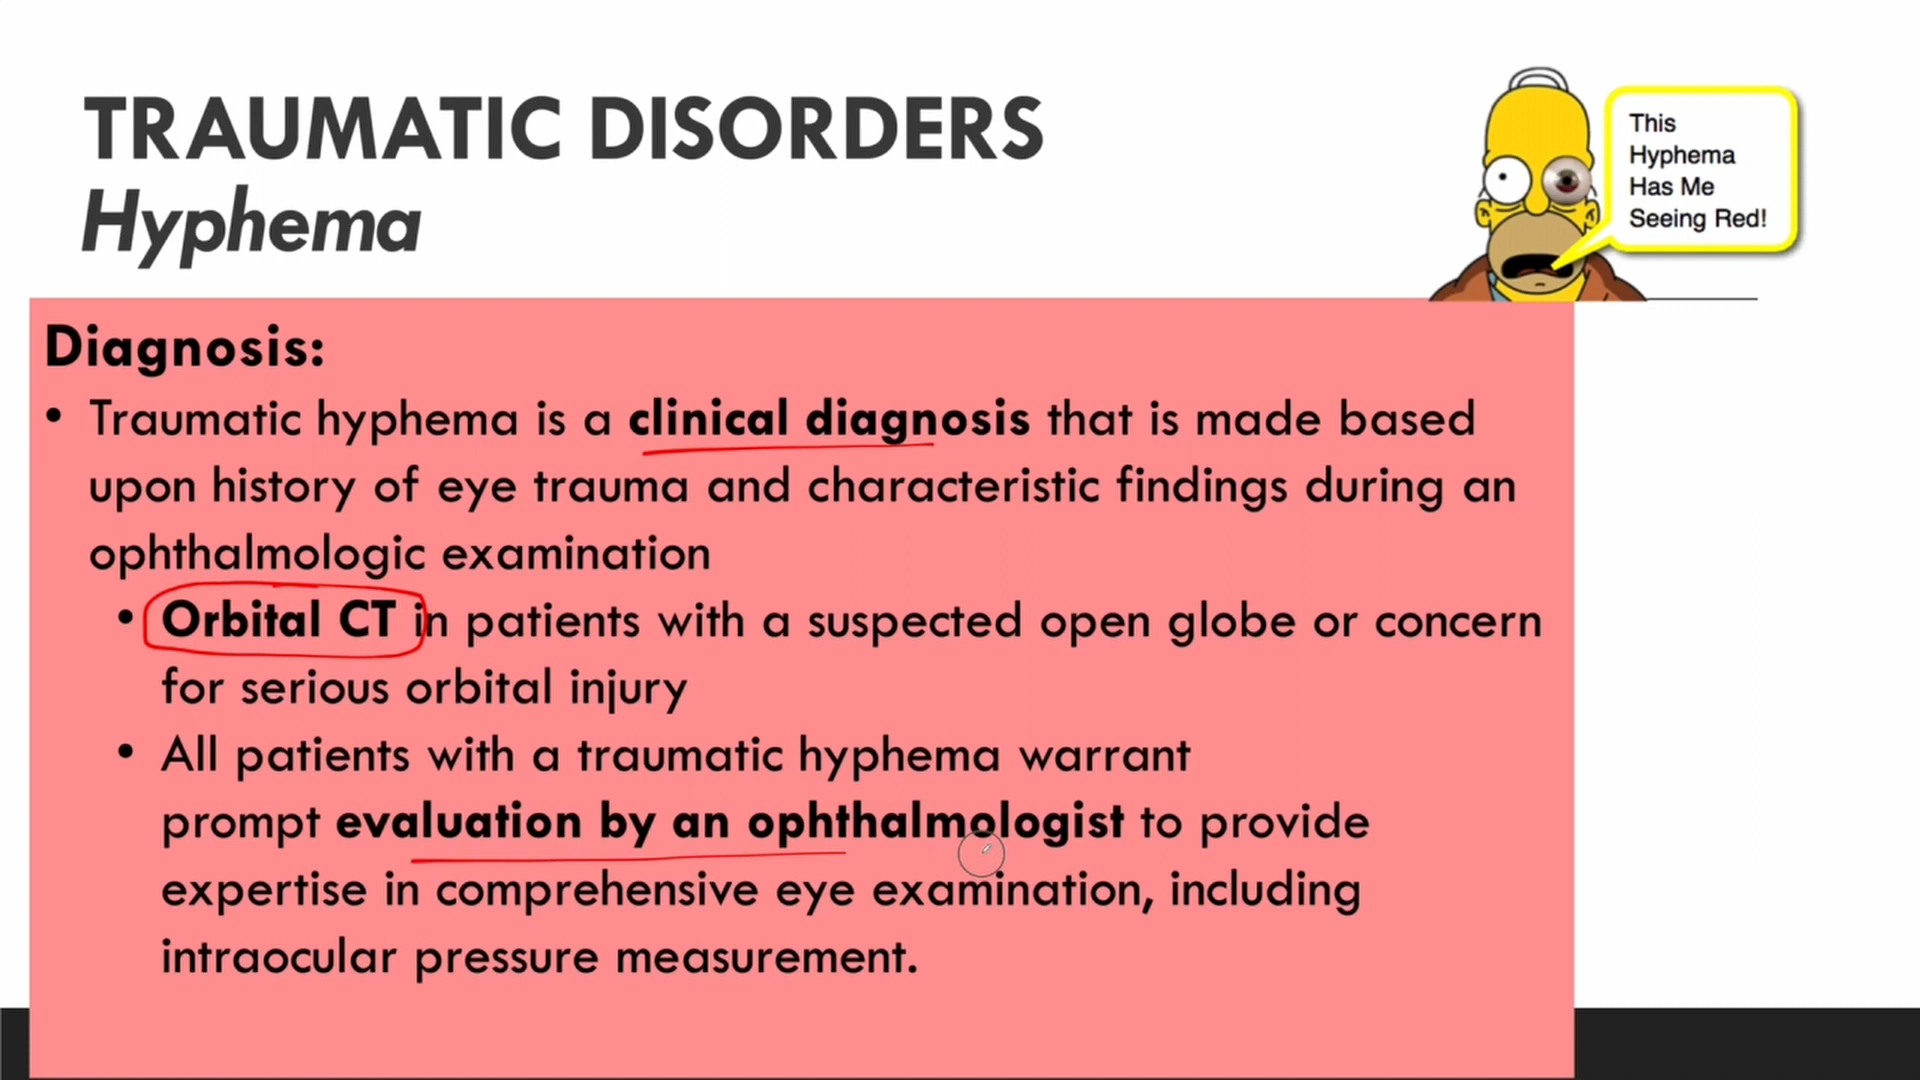 TRAUMATIC DISORDERS
Hyphema
This
Hyphema
Has Me
Seeing Red!
Diagnosis:
• Traumatic hyphema is a clinical diagnosis that is made based
upon history of eye trauma and characteristic findings during an
ophthalmologic examination
• Orbital CT in patients with a suspected open globe or concern
for serious orbital injury
• All patients with a traumatic hyphema warrant
prompt evaluation by an ophthalmologist to provide
expertise in comprehensive eye examination, including
intraocular pressure measurement.